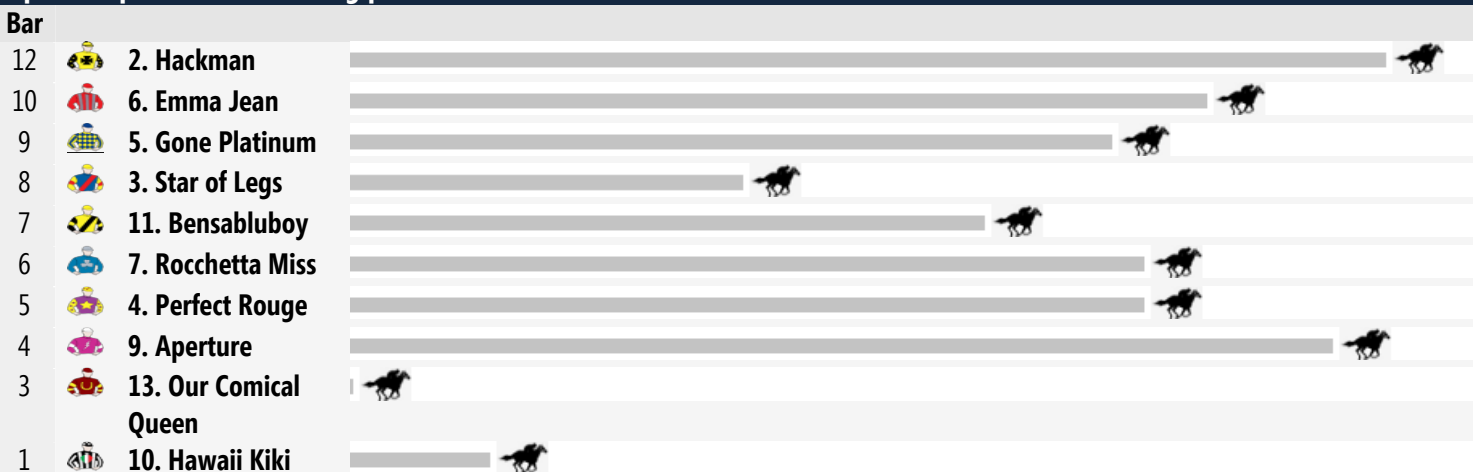 Bar
12 2. Hackman
10 6. Emma Jean
9 5. Gone Platinum
8 3. Star of Legs
7 11. Bensabluboy
6 7. Rocchetta Miss
5 4. Perfect Rouge
4 9. Aperture
3 13. Our Comical
Queen
1 10. Hawaii Kiki